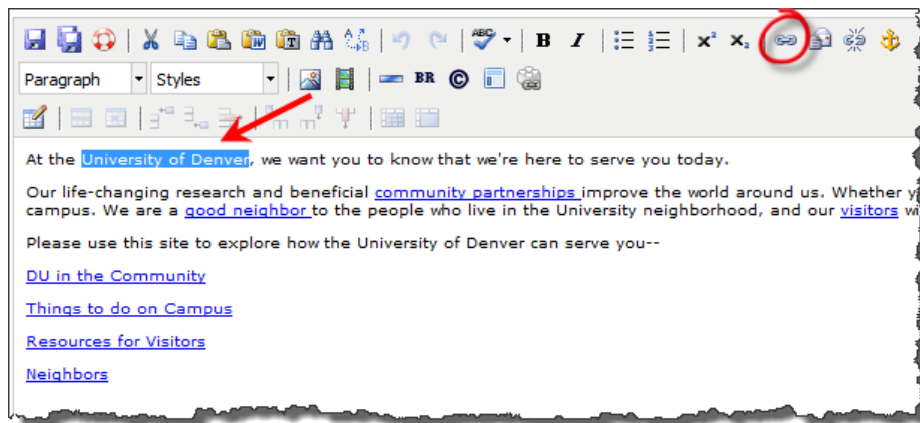 ABC B I x² x₂
Paragraph Styles BR ©
At the University of Denver, we want you to know that we're here to serve you today.
Our life-changing research and beneficial community partnerships improve the world around us. Whether
campus. We are a good neighbor to the people who live in the University neighborhood, and our visitors
Please use this site to explore how the University of Denver can serve you--
DU in the Community
Things to do on Campus
Resources for Visitors
Neighbors